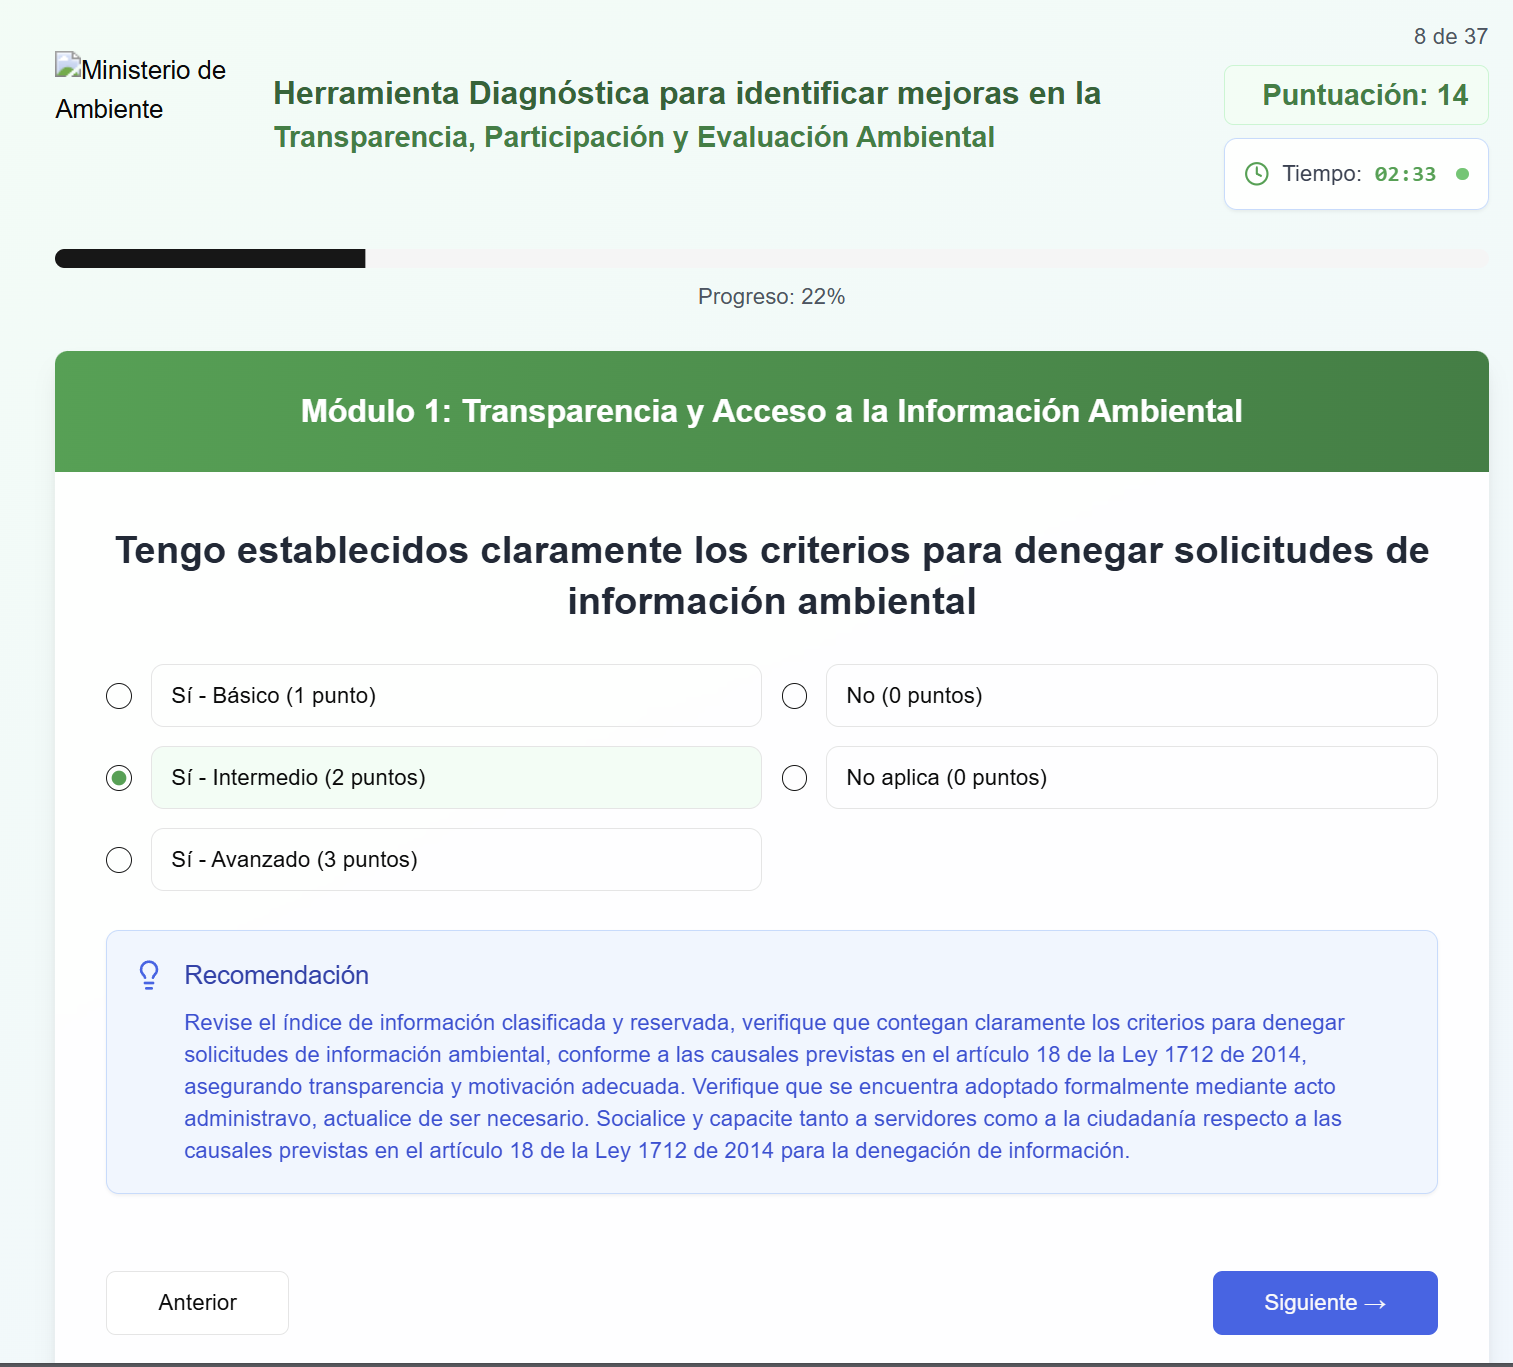 8 de 37
Ministerio de
Ambiente
Herramienta Diagnóstica para identificar mejoras en la
Transparencia, Participación y Evaluación Ambiental
Puntuación: 14
Tiempo: 02:33
Progreso: 22%
Módulo 1: Transparencia y Acceso a la Información Ambiental
Tengo establecidos claramente los criterios para denegar solicitudes de
información ambiental
Sí - Básico (1 punto)
No (0 puntos)
Sí - Intermedio (2 puntos)
No aplica (0 puntos)
Sí - Avanzado (3 puntos)
Recomendación
Revise el índice de información clasificada y reservada, verifique que contegan claramente los criterios para denegar
solicitudes de información ambiental, conforme a las causales previstas en el artículo 18 de la Ley 1712 de 2014,
asegurando transparencia y motivación adecuada. Verifique que se encuentra adoptado formalmente mediante acto
administravo, actualice de ser necesario. Socialice y capacite tanto a servidores como a la ciudadanía respecto a las
causales previstas en el artículo 18 de la Ley 1712 de 2014 para la denegación de información.
Anterior
Siguiente →